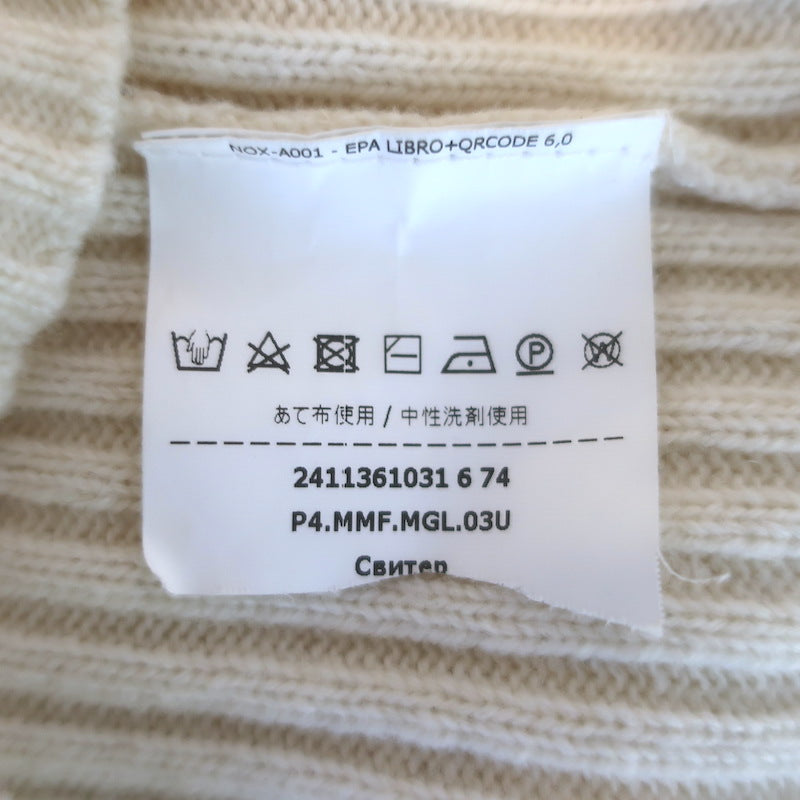 NOX-A001 - EPA LIBRO+QRCODE 6,0
P
W
あて布使用 / 中性洗剤使用
2411361031 6 74
P4.MMF.MGL.03U
Свитер